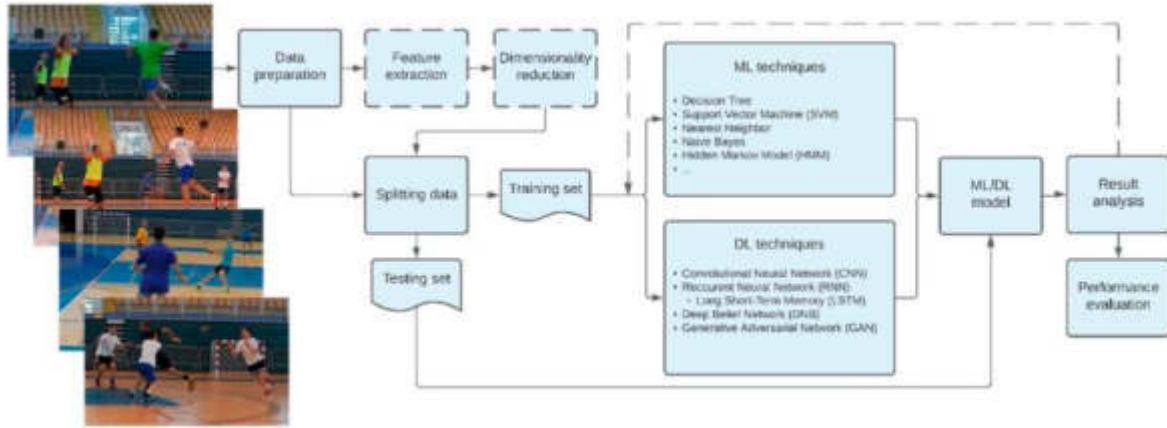 Data
preparation
Feature
extraction
Dimensionality
reduction
Splitting data
Training set
Testing set
ML techniques
• Decision Tree
• Support Vector Machine (SVM)
• Nearest Neighbor
• Naive Bayes
• Hidden Markov Model (HMM)
• ...
DL techniques
• Convolutional Neural Network (CNN)
• Reccurent Neural Network (RNN)
- Long Short-Term Memory (LSTM)
• Deep Belief Network (DNB)
• Generative Adversarial Network (GAN)
ML/DL
model
Result
analysis
Performance
evaluation